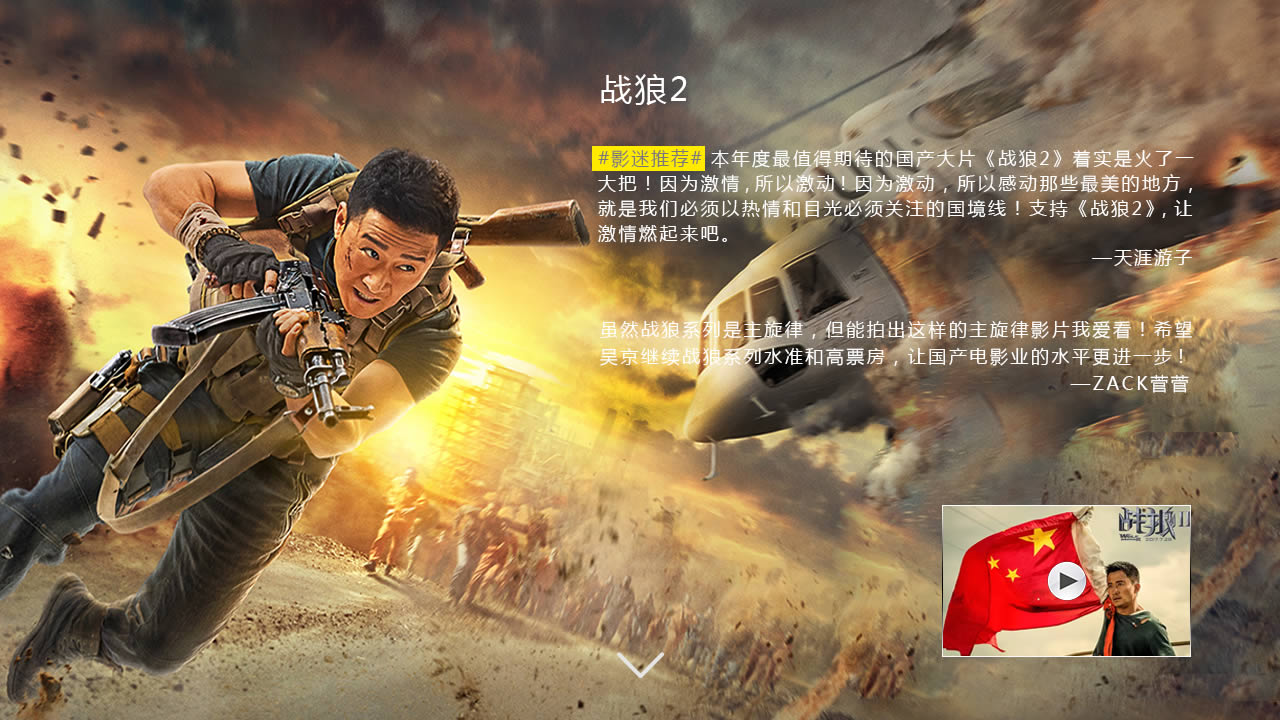 战狼2
#影迷推荐# 本年度最值得期待的国产大片《战狼2》着实是火了一
大把！因为激情，所以激动！因为激动，所以感动那些最美的地方，
就是我们必须以热情和目光必须关注的国境线！支持《战狼2》，让
激情燃起来吧。
—天涯游子
虽然战狼系列是主旋律，但能拍出这样的主旋律影片我爱看！希望
吴京继续战狼系列水准和高票房，让国产电影业的水平更进一步！
—ZACK萱萱
战狼II